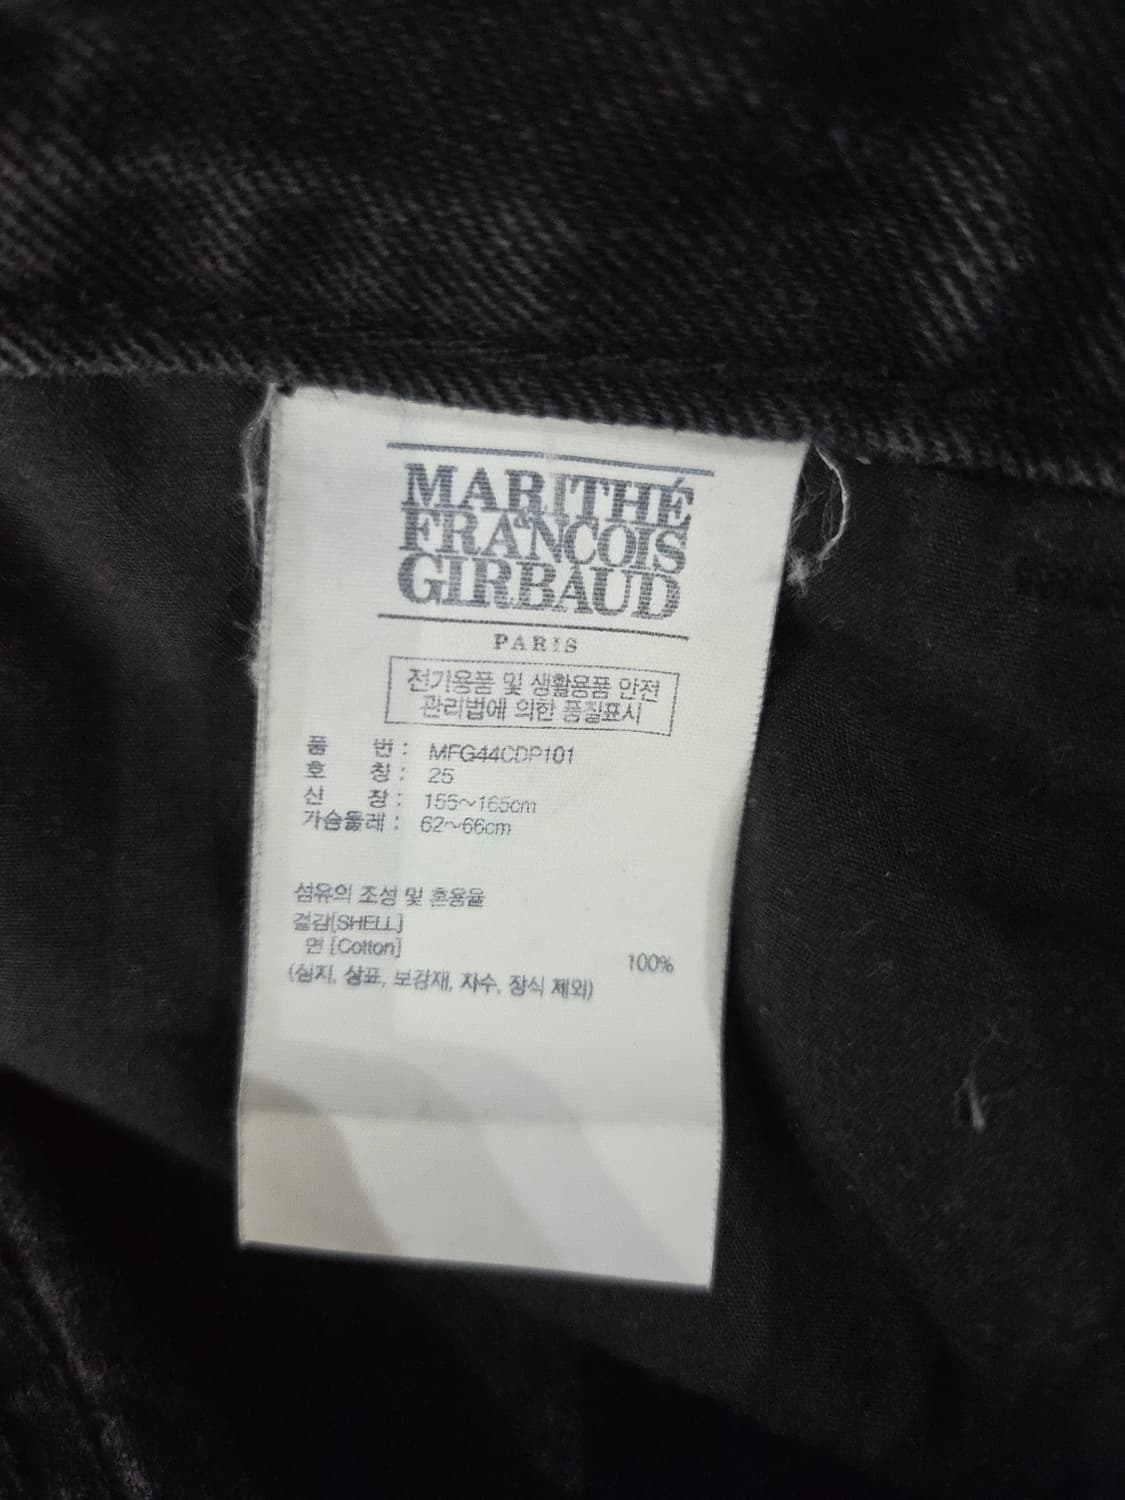 MARITHÉ
&
FRANCOIS
GIRBAUD
PARIS
전기용품 및 생활용품 안전
관리법에 의한 품질표시
품 번 : MFG44CDP101
호 칭 : 25
신 장 : 155~165cm
가슴둘레 : 62~66cm
섬유의 조성 및 혼용율
겉감[SHELL]
면 [Cotton] 100%
(심지, 상표, 보강재, 자수, 장식 제외)